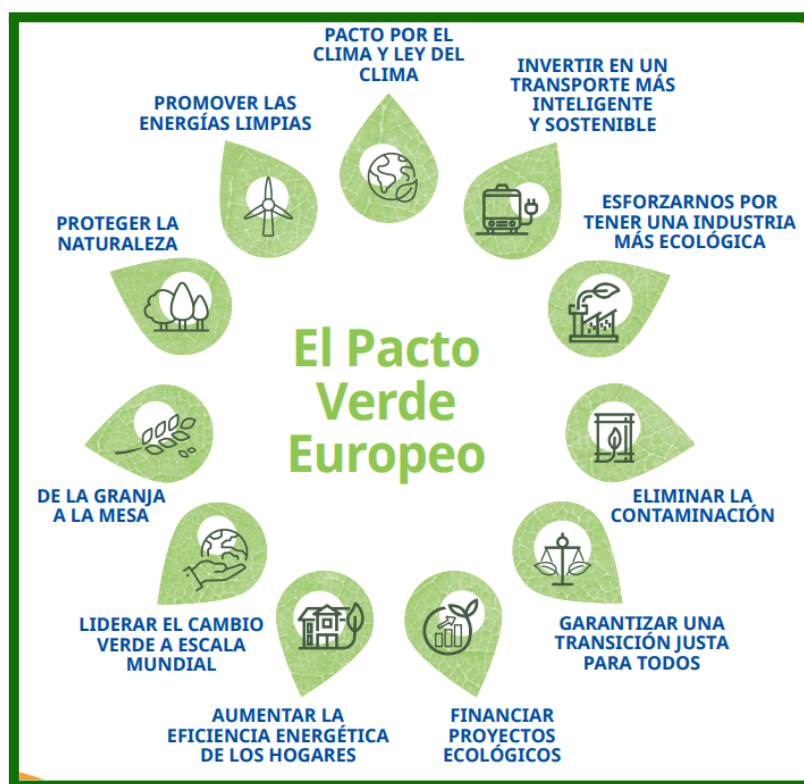 PACTO POR EL
CLIMA Y LEY DEL
CLIMA
INVERTIR EN UN
TRANSPORTE MÁS
INTELIGENTE
Y SOSTENIBLE
PROMOVER LAS
ENERGÍAS LIMPIAS
ESFORZARNOS POR
TENER UNA INDUSTRIA
MÁS ECOLÓGICA
PROTEGER LA
NATURALEZA
El Pacto
Verde
Europeo
DE LA GRANJA
A LA MESA
ELIMINAR LA
CONTAMINACIÓN
LIDERAR EL CAMBIO
VERDE A ESCALA
MUNDIAL
GARANTIZAR UNA
TRANSICIÓN JUSTA
PARA TODOS
AUMENTAR LA
EFICIENCIA ENERGÉTICA
DE LOS HOGARES
FINANCIAR
PROYECTOS
ECOLÓGICOS